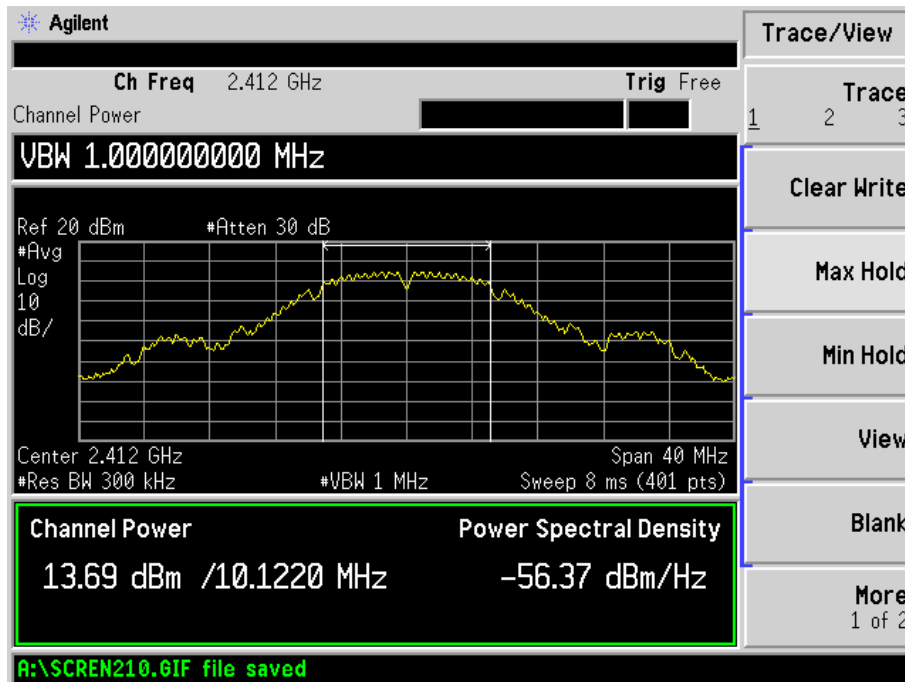 Agilent
Trace/View
Ch Freq 2.412 GHz Trig Free
Channel Power
Trace
1 2 3
VBW 1.000000000 MHz
Clear Write
Ref 20 dBm #Atten 30 dB
#Avg
Log
10
dB/
Max Hold
Min Hold
View
Center 2.412 GHz Span 40 MHz
#Res BW 300 kHz #VBW 1 MHz Sweep 8 ms (401 pts)
Blank
Channel Power Power Spectral Density
13.69 dBm /10.1220 MHz -56.37 dBm/Hz
More
1 of 2
A:\SCREN210.GIF file saved